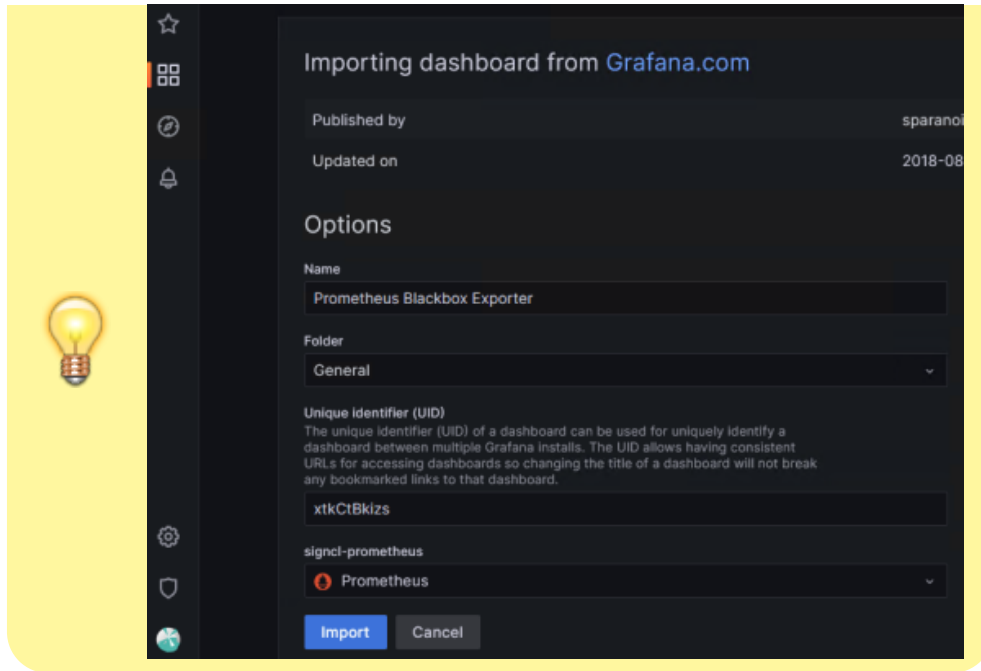 Importing dashboard from Grafana.com
Published by sparanoi
Updated on 2018-08
Options
Name
Prometheus Blackbox Exporter
Folder
General
Unique identifier (UID)
The unique identifier (UID) of a dashboard can be used for uniquely identify a
dashboard between multiple Grafana installs. The UID allows having consistent
URLs for accessing dashboards so changing the title of a dashboard will not break
any bookmarked links to that dashboard.
xtkCtBkizs
signcl-prometheus
Prometheus
Import Cancel